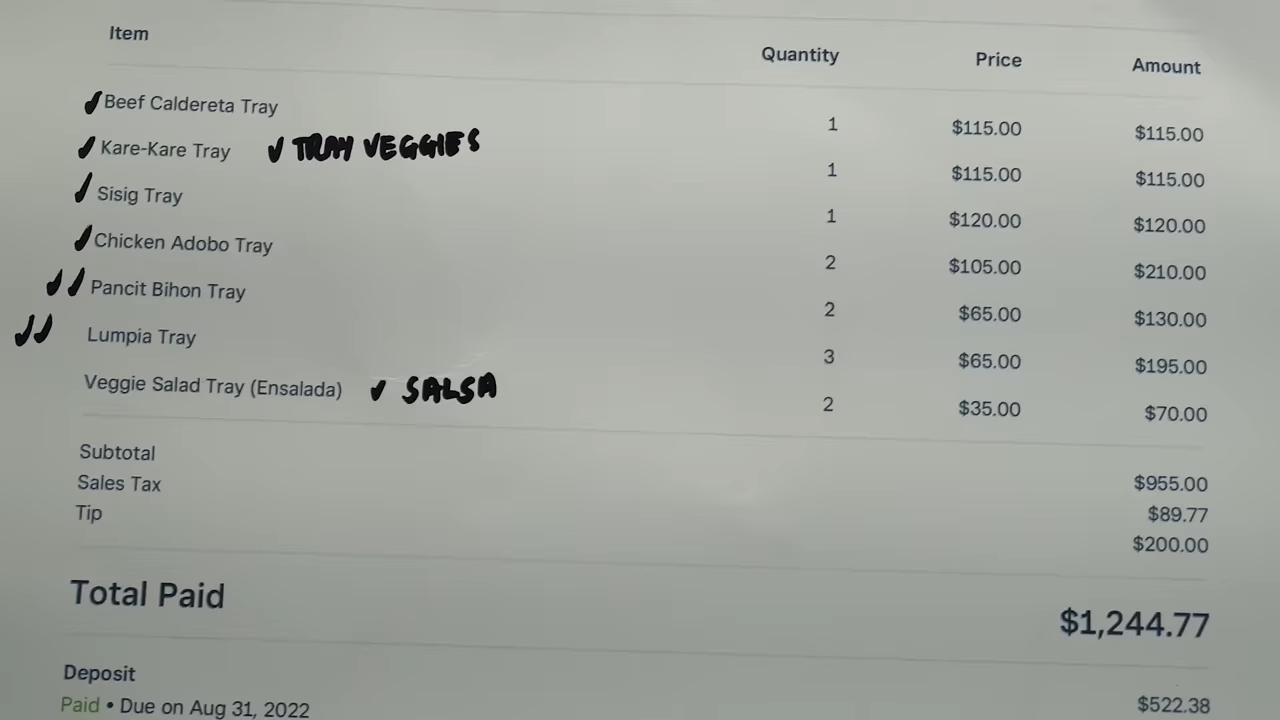 Item Quantity Price Amount
✓ Beef Caldereta Tray 1 $115.00 $115.00
✓ Kare-Kare Tray ✓ TRAY VEGGIES 1 $115.00 $115.00
✓ Sisig Tray 1 $120.00 $120.00
✓ Chicken Adobo Tray 2 $105.00 $210.00
✓✓ Pancit Bihon Tray 2 $65.00 $130.00
✓✓ Lumpia Tray 3 $65.00 $195.00
Veggie Salad Tray (Ensalada) ✓ SALSA 2 $35.00 $70.00
Subtotal $955.00
Sales Tax $89.77
Tip $200.00
Total Paid $1,244.77
Deposit
Paid • Due on Aug 31, 2022 $522.38